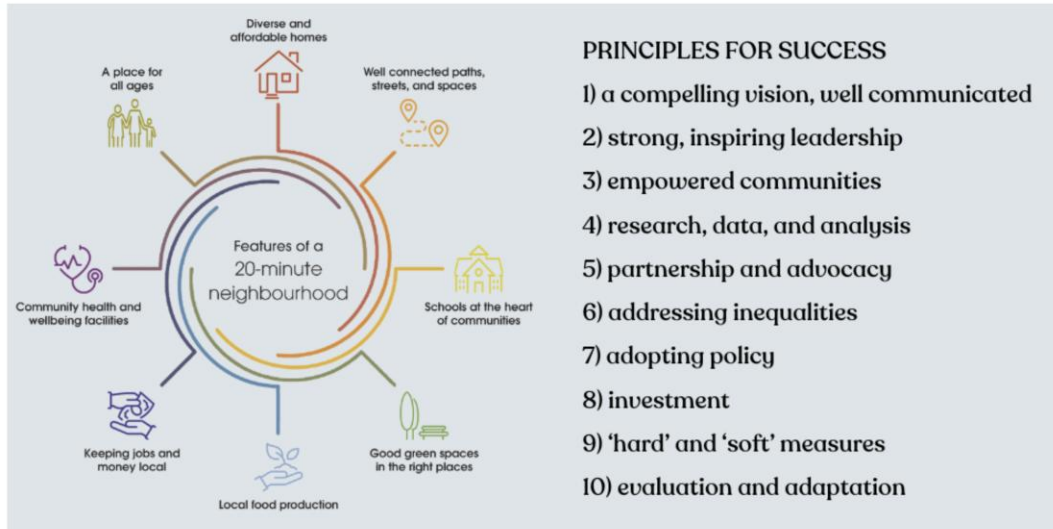 Diverse and
affordable homes
A place for
all ages
Well connected paths,
streets, and spaces
Features of a
20-minute
neighbourhood
Community health and
wellbeing facilities
Schools at the heart
of communities
Keeping jobs and
money local
Good green spaces
in the right places
Local food production
PRINCIPLES FOR SUCCESS
1) a compelling vision, well communicated
2) strong, inspiring leadership
3) empowered communities
4) research, data, and analysis
5) partnership and advocacy
6) addressing inequalities
7) adopting policy
8) investment
9) ‘hard’ and ‘soft’ measures
10) evaluation and adaptation